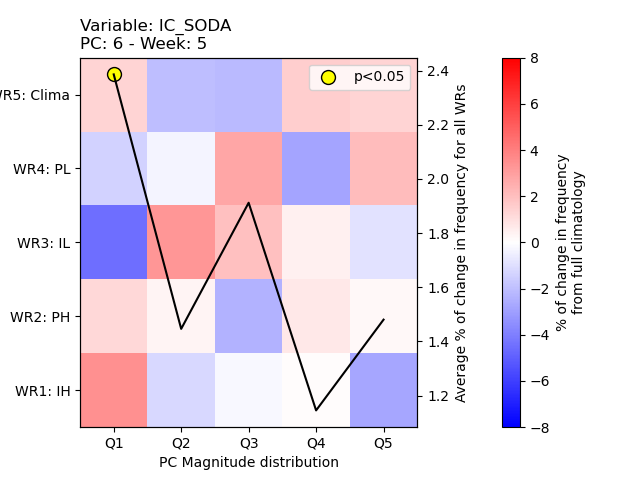 Variable: IC_SODA
PC: 6 - Week: 5
p<0.05
WR5: Clima
WR4: PL
WR3: IL
WR2: PH
WR1: IH
Q1 Q2 Q3 Q4 Q5
PC Magnitude distribution
2.4
2.2
2.0
1.8
1.6
1.4
1.2
Average % of change in frequency for all WRs
8
6
4
2
0
−2
−4
−6
−8
% of change in frequency
from full climatology